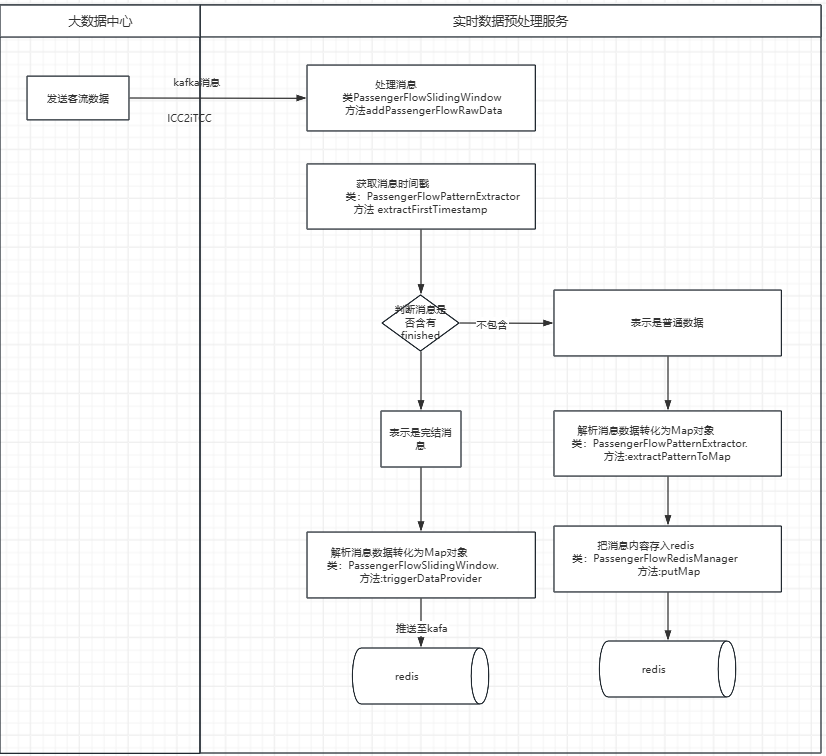 大数据中心
实时数据预处理服务
发送客流数据
kafka消息
ICC2iTCC
处理消息
类PassengerFlowSlidingWindow
方法addPassengerFlowRawData
获取消息时间戳
类：PassengerFlowPatternExtractor
方法 extractFirstTimestamp
判断消息是
否含有
finished
不包含
表示是普通数据
表示是完结消
息
解析消息数据转化为Map对象
类：PassengerFlowPatternExtractor.
方法:extractPatternToMap
解析消息数据转化为Map对象
类：PassengerFlowSlidingWindow.
方法:triggerDataProvider
把消息内容存入redis
类：PassengerFlowRedisManager
方法:putMap
推送至kafa
redis
redis